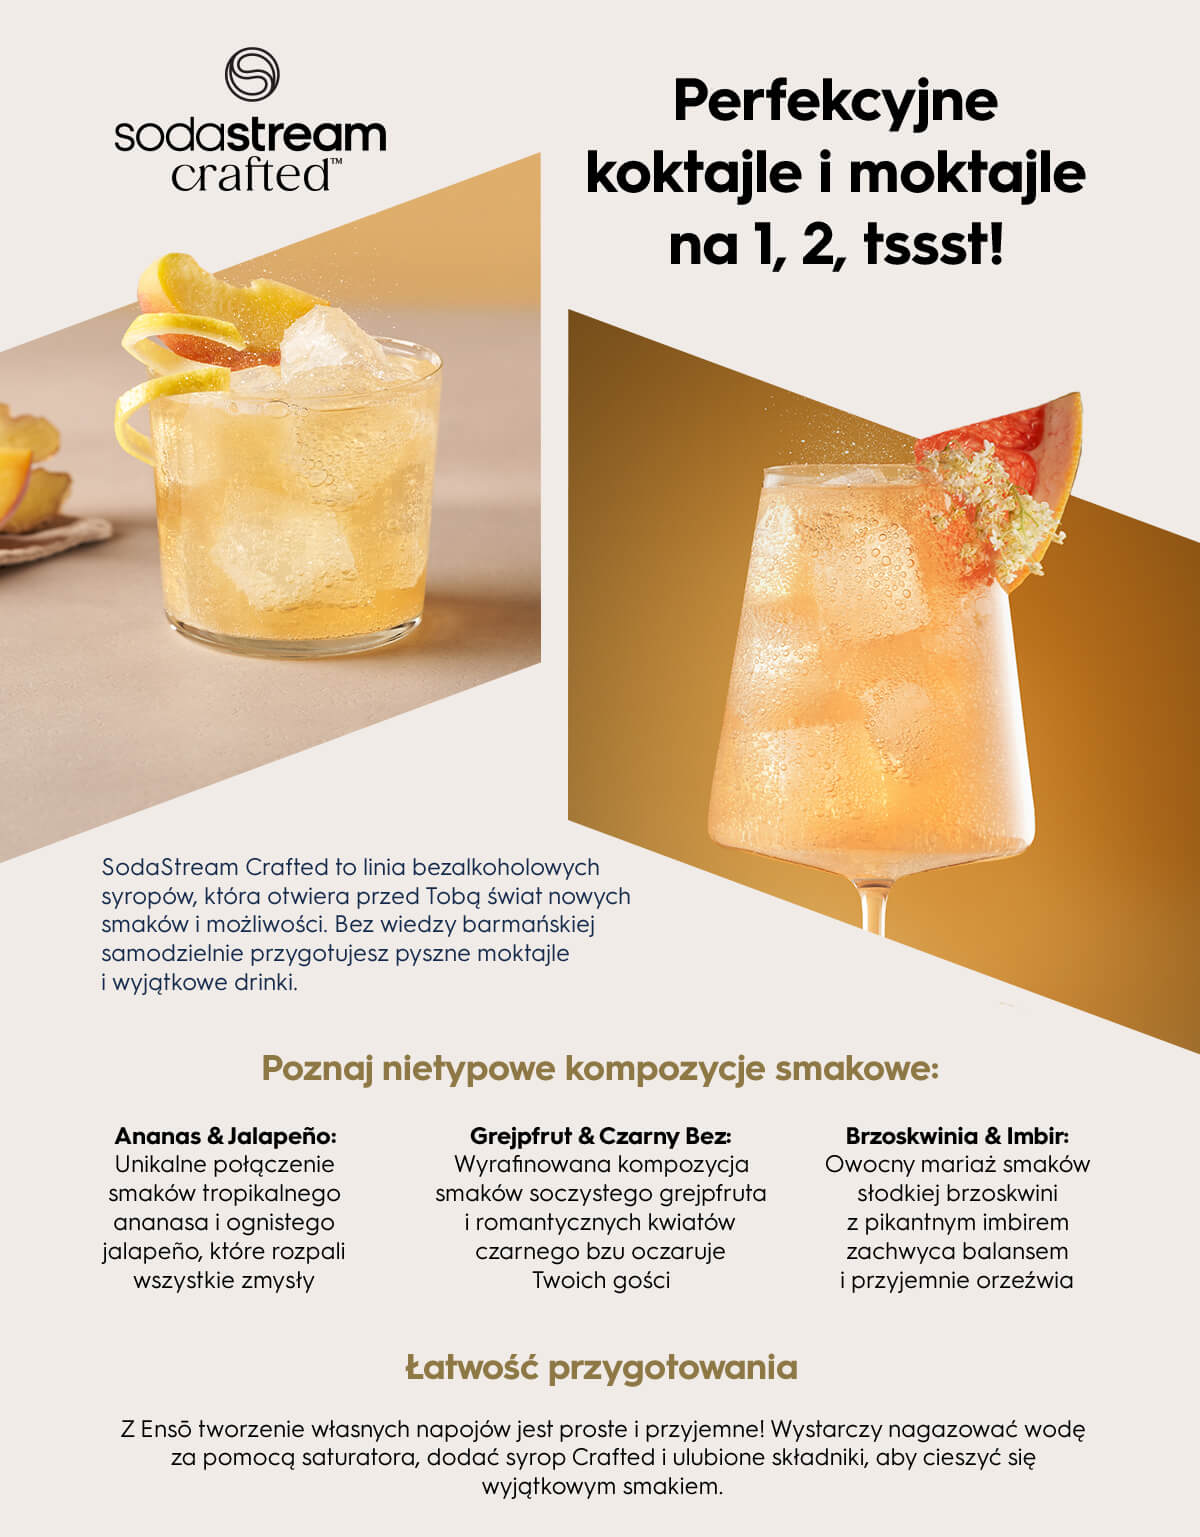 sodastream
crafted™
Perfekcyjne
koktajle i moktajle
na 1, 2, tssst!
SodaStream Crafted to linia bezalkoholowych
syropów, która otwiera przed Tobą świat nowych
smaków i możliwości. Bez wiedzy barmańskiej
samodzielnie przygotujesz pyszne moktajle
i wyjątkowe drinki.
Poznaj nietypowe kompozycje smakowe:
Ananas & Jalapeño:
Unikalne połączenie
smaków tropikalnego
ananasa i ognistego
jalapeño, które rozpali
wszystkie zmysły
Grejpfrut & Czarny Bez:
Wyrafinowana kompozycja
smaków soczystego grejpfruta
i romantycznych kwiatów
czarnego bzu oczaruje
Twoich gości
Brzoskwinia & Imbir:
Owocny mariaż smaków
słodkiej brzoskwini
z pikantnym imbirem
zachwyca balansem
i przyjemnie orzeźwia
Łatwość przygotowania
Z Ensō tworzenie własnych napojów jest proste i przyjemne! Wystarczy nagazować wodę
za pomocą saturatora, dodać syrop Crafted i ulubione składniki, aby cieszyć się
wyjątkowym smakiem.